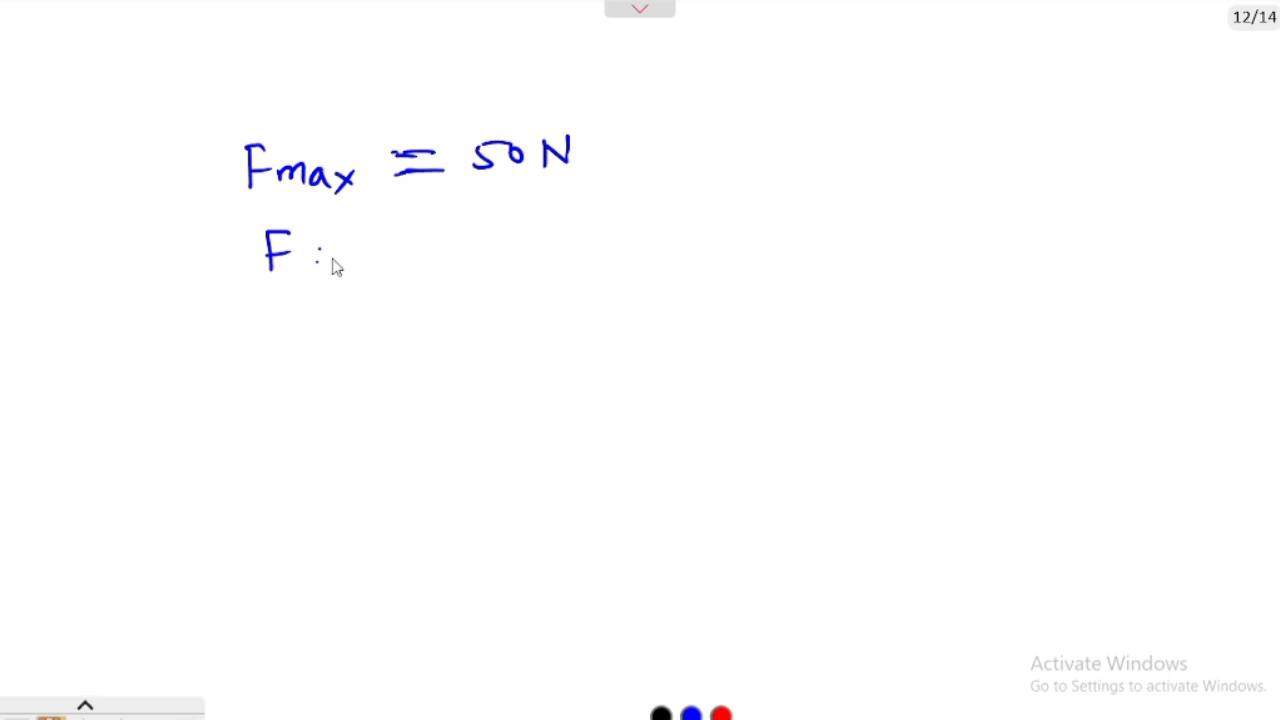 12/14
Fmax = 50 N
F :
Activate Windows
Go to Settings to activate Windows.